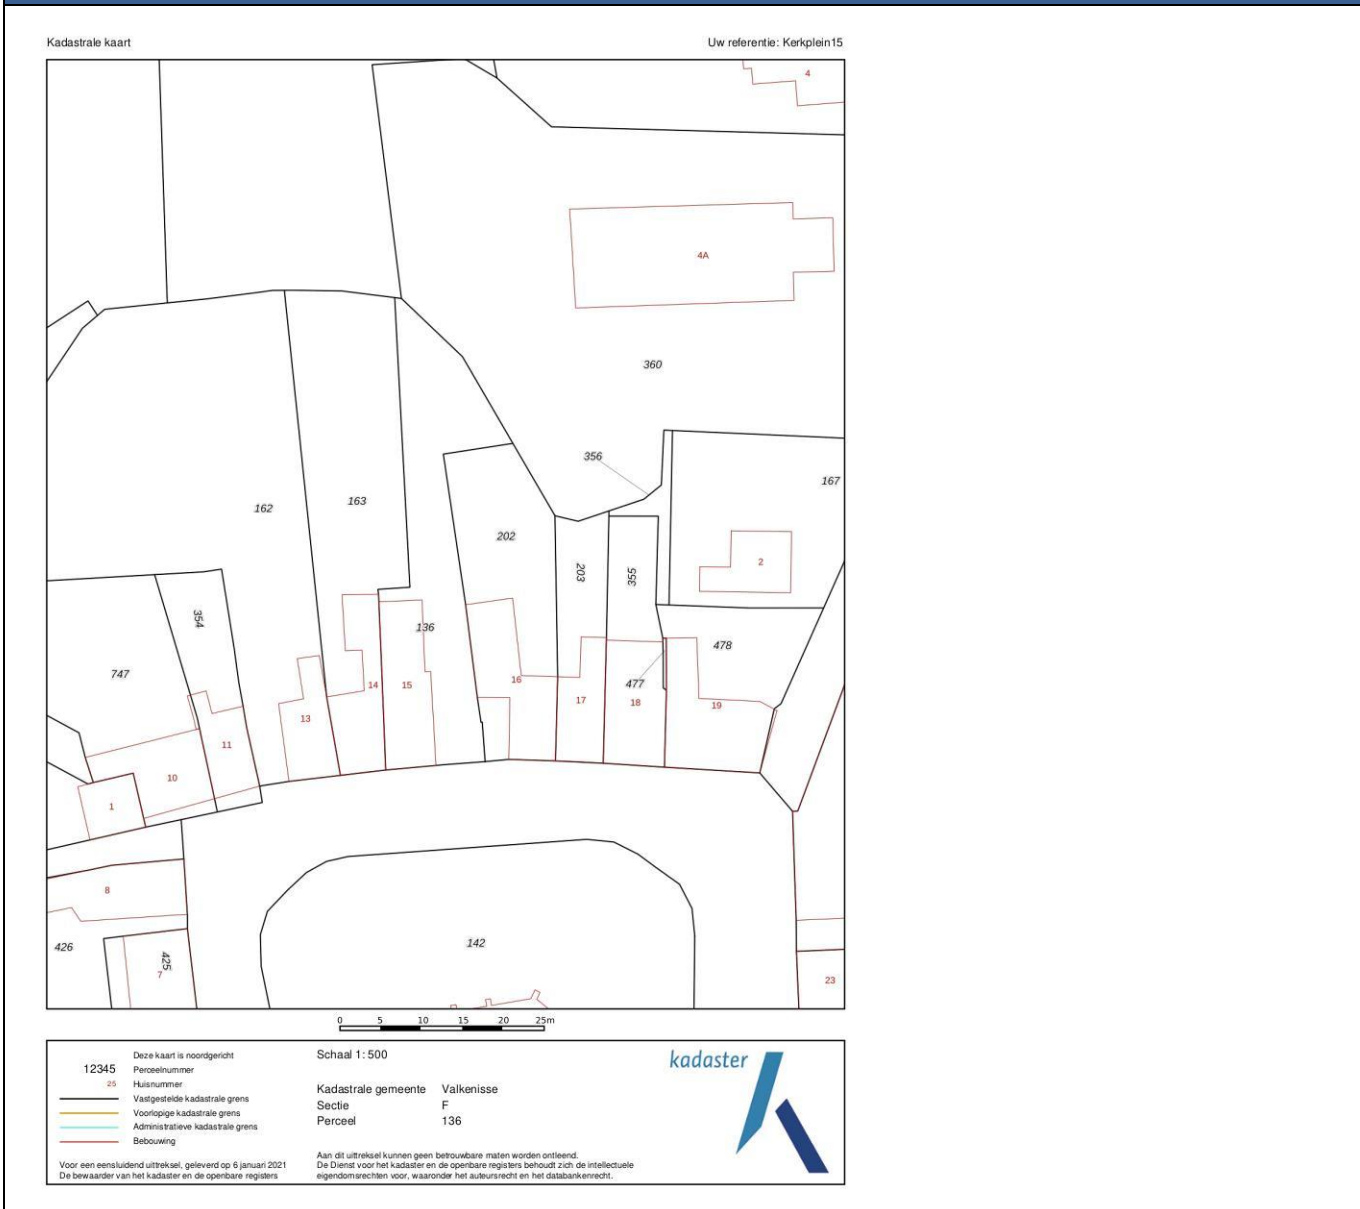 Kadastrale kaart
Uw referentie: Kerkplein15
4
4A
360
356
167
162
163
202
2
203
355
354
136
478
747
477
14
15
16
17
18
19
13
11
10
1
8
426
425
7
142
23
0 5 10 15 20 25m
Deze kaart is noordgericht
12345 Perceelnummer
25 Huisnummer
Vastgestelde kadastrale grens
Voorlopige kadastrale grens
Administratieve kadastrale grens
Bebouwing
Voor een eensluidend uittreksel, geleverd op 6 januari 2021
De bewaarder van het kadaster en de openbare registers
Schaal 1: 500
Kadastrale gemeente Valkenisse
Sectie F
Perceel 136
Aan dit uittreksel kunnen geen betrouwbare maten worden ontleend.
De Dienst voor het kadaster en de openbare registers behoudt zich de intellectuele
eigendomsrechten voor, waaronder het auteursrecht en het databankenrecht.
kadaster